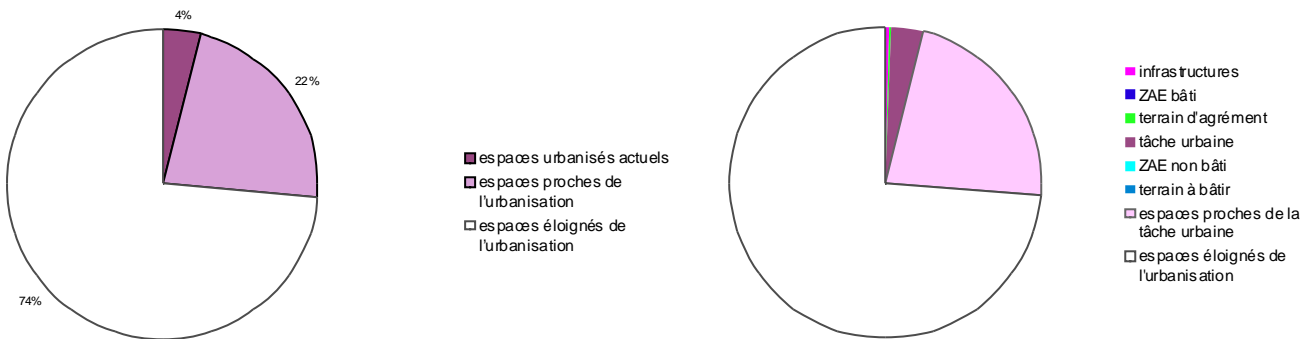 4%
22%
74%
espaces urbanisés actuels
espaces proches de
l'urbanisation
espaces éloignés de
l'urbanisation
infrastructures
ZAE bâti
terrain d'agrément
tâche urbaine
ZAE non bâti
terrain à bâtir
espaces proches de la
tâche urbaine
espaces éloignés de
l'urbanisation